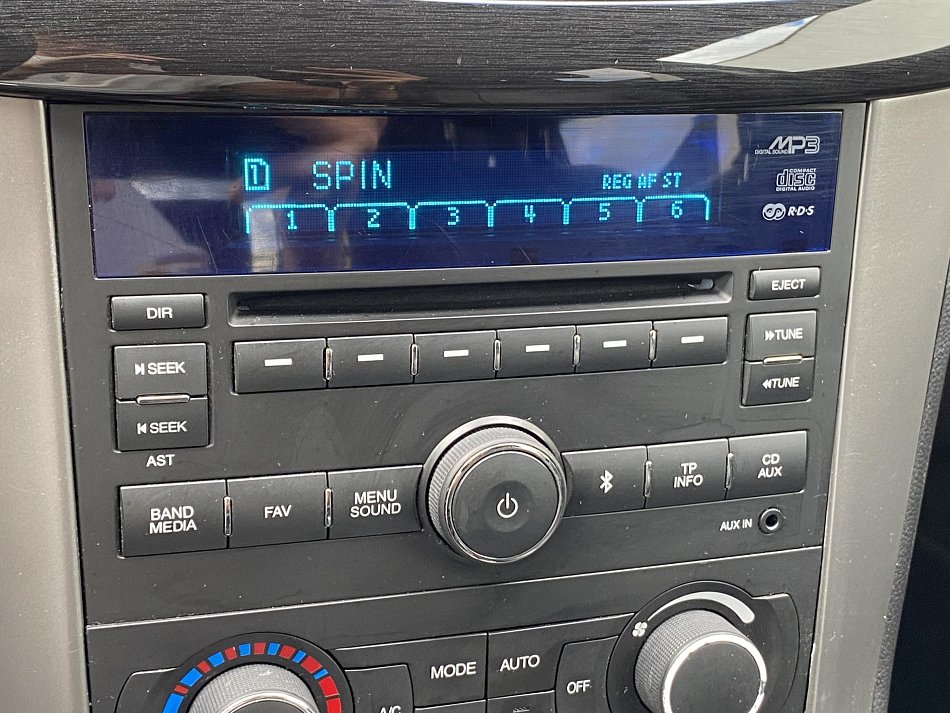 1 SPIN
REG AF ST
1 2 3 4 5 6
DIGITAL SOUND MP3
COMPACT
disc
DIGITAL AUDIO
R·D·S
DIR
EJECT
SEEK
TUNE
SEEK
TUNE
AST
BAND
MEDIA
FAV
MENU
SOUND
TP
INFO
CD
AUX
AUX IN
MODE
AUTO
OFF
A/C